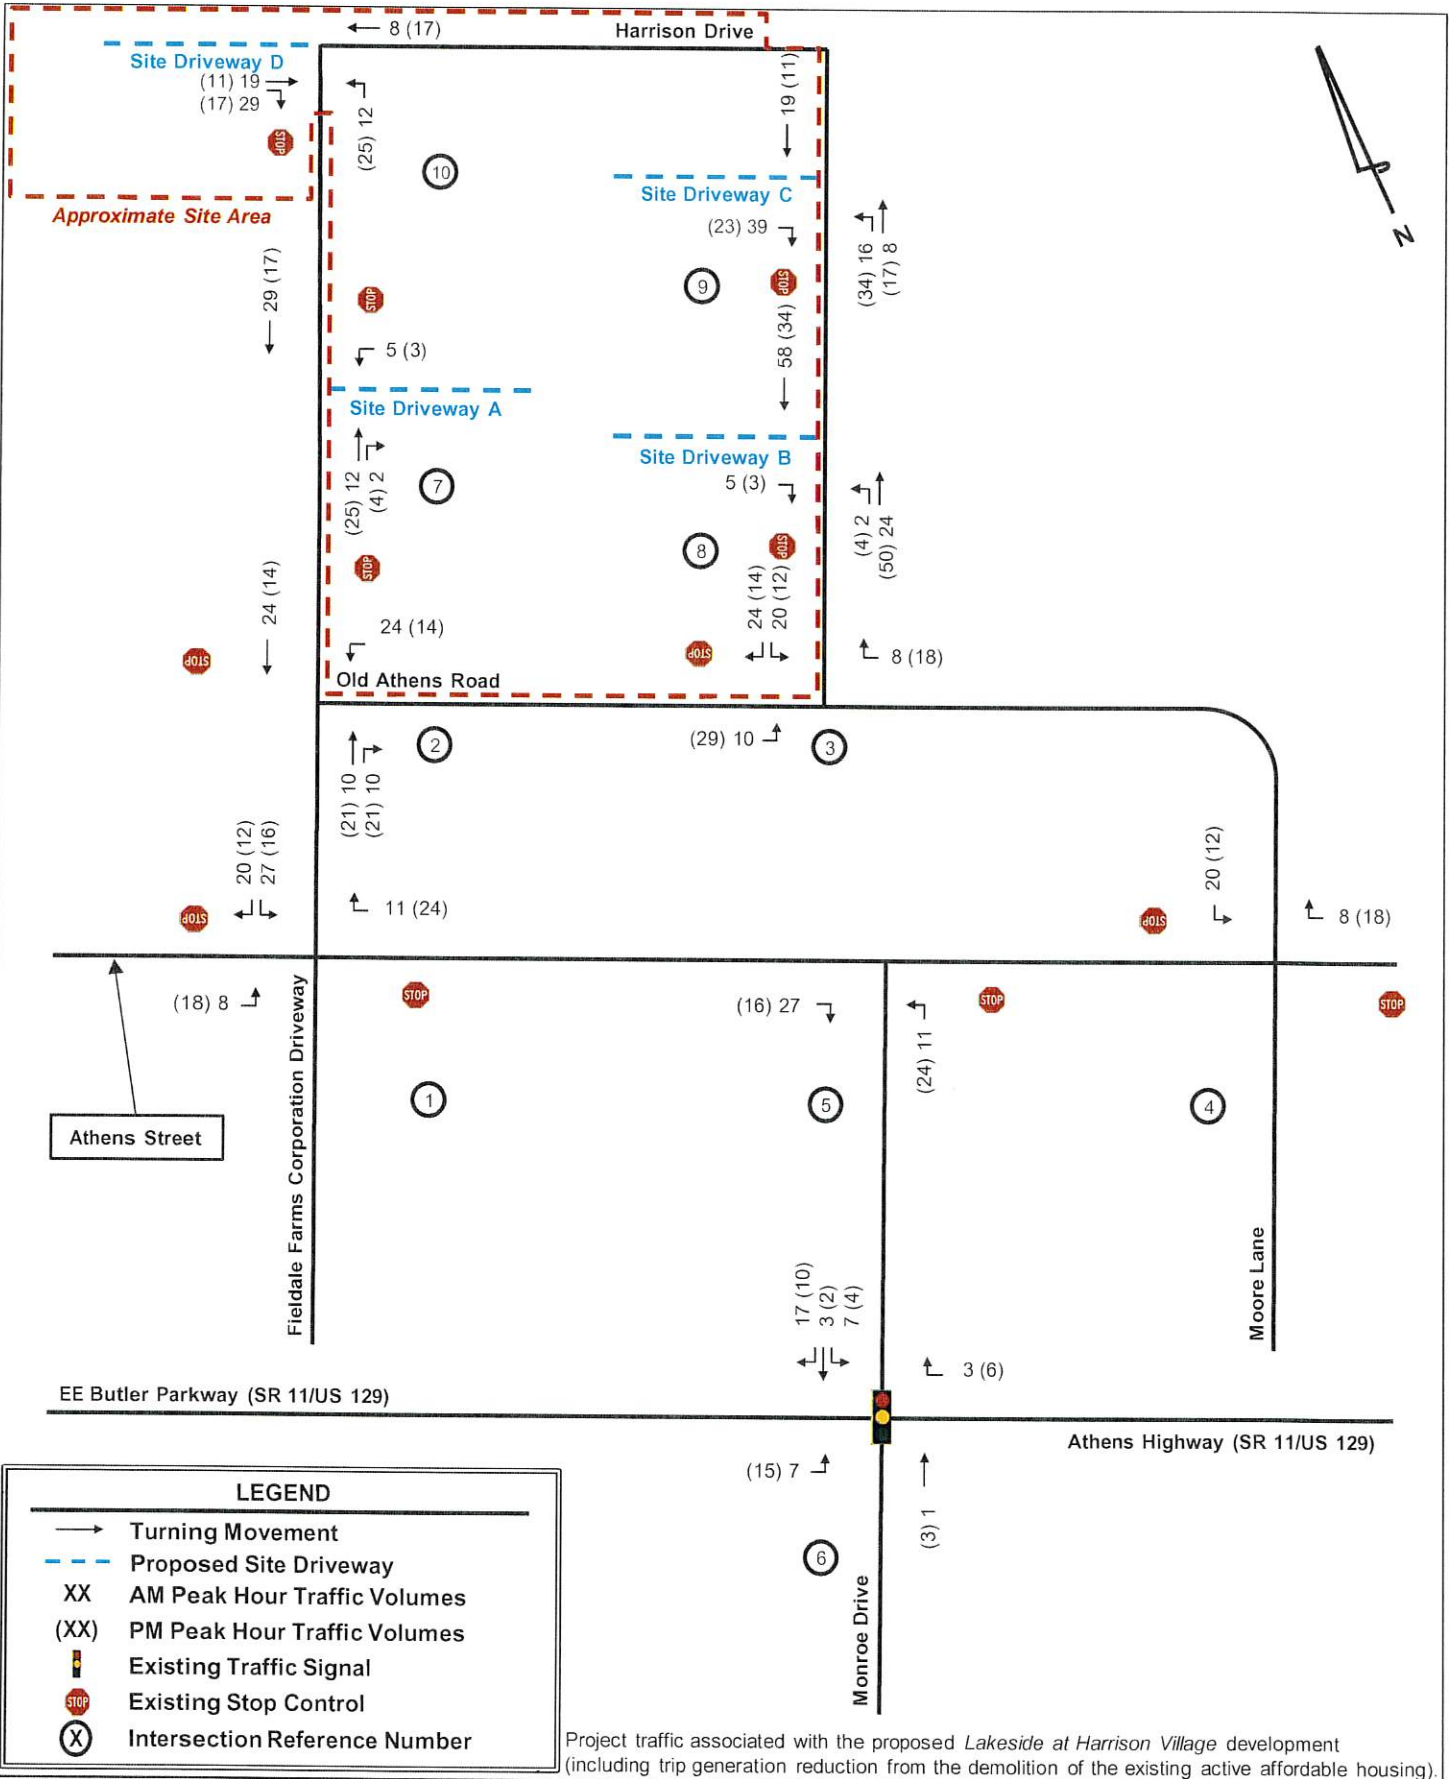 8 (17)
Harrison Drive
Site Driveway D
(11) 19
(17) 29
STOP
(25) 12
10
19 (11)
Approximate Site Area
Site Driveway C
(23) 39
9
STOP
(34) 16
(17) 8
N
29 (17)
STOP
58 (34)
5 (3)
Site Driveway A
Site Driveway B
(25) 12
(4) 2
7
5 (3)
(4) 2
(50) 24
STOP
8
STOP
24 (14)
24 (14)
20 (12)
STOP
24 (14)
STOP
8 (18)
Old Athens Road
2
(29) 10
3
(21) 10
(21) 10
20 (12)
27 (16)
STOP
11 (24)
20 (12)
STOP
8 (18)
(18) 8
STOP
(16) 27
(24) 11
STOP
STOP
Fieldale Farms Corporation Driveway
1
5
4
Athens Street
17 (10)
3 (2)
7 (4)
3 (6)
Moore Lane
EE Butler Parkway (SR 11/US 129)
Athens Highway (SR 11/US 129)
(15) 7
(3) 1
6
Monroe Drive
LEGEND
Turning Movement
Proposed Site Driveway
XX AM Peak Hour Traffic Volumes
(XX) PM Peak Hour Traffic Volumes
Existing Traffic Signal
STOP Existing Stop Control
X Intersection Reference Number
Project traffic associated with the proposed Lakeside at Harrison Village development
(including trip generation reduction from the demolition of the existing active affordable housing).